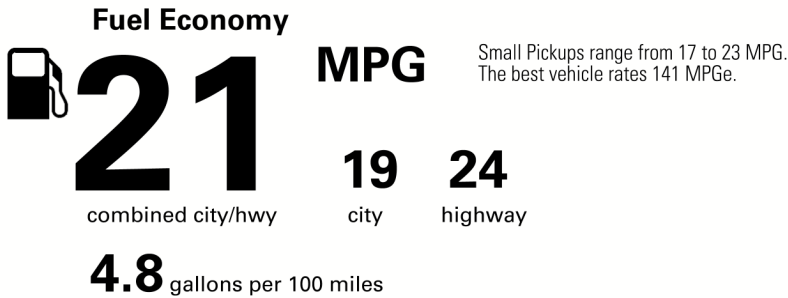 Fuel Economy
21
MPG
Small Pickups range from 17 to 23 MPG.
The best vehicle rates 141 MPGe.
combined city/hwy
19
city
24
highway
4.8 gallons per 100 miles